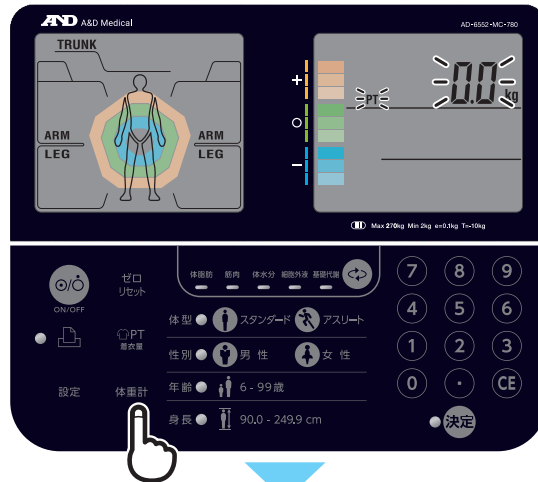 AND A&D Medical
AD-6552-MC-780
TRUNK
ARM
ARM
LEG
LEG
+
○
−
PT
0.0 kg
Max 270kg Min 2kg e=0.1kg T=-10kg
ON/OFF
ゼロ
リセット
PT
着衣量
設定
体重計
体脂肪 筋肉 体水分 細胞外液 基礎代謝
体型 スタンダード アスリート
性別 男性 女性
年齢 6 - 99歳
身長 90.0 - 249.9 cm
7 8 9
4 5 6
1 2 3
0 · CE
決定